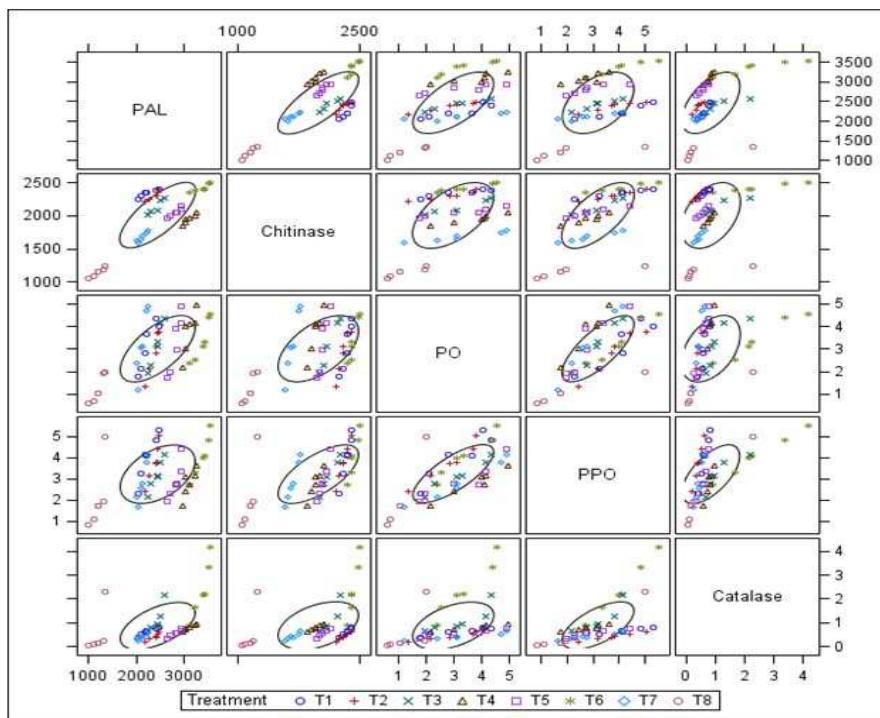 1000 2500 1 2 3 4 5
PAL 3500 3000 2500 2000 1500 1000
2500 2000 1500 1000 Chitinase
PO 5 4 3 2 1
5 4 3 2 1 PPO
Catalase 4 3 2 1 0
1000 2000 3000 1 2 3 4 5 0 1 2 3 4
Treatment T1 T2 T3 T4 T5 T6 T7 T8